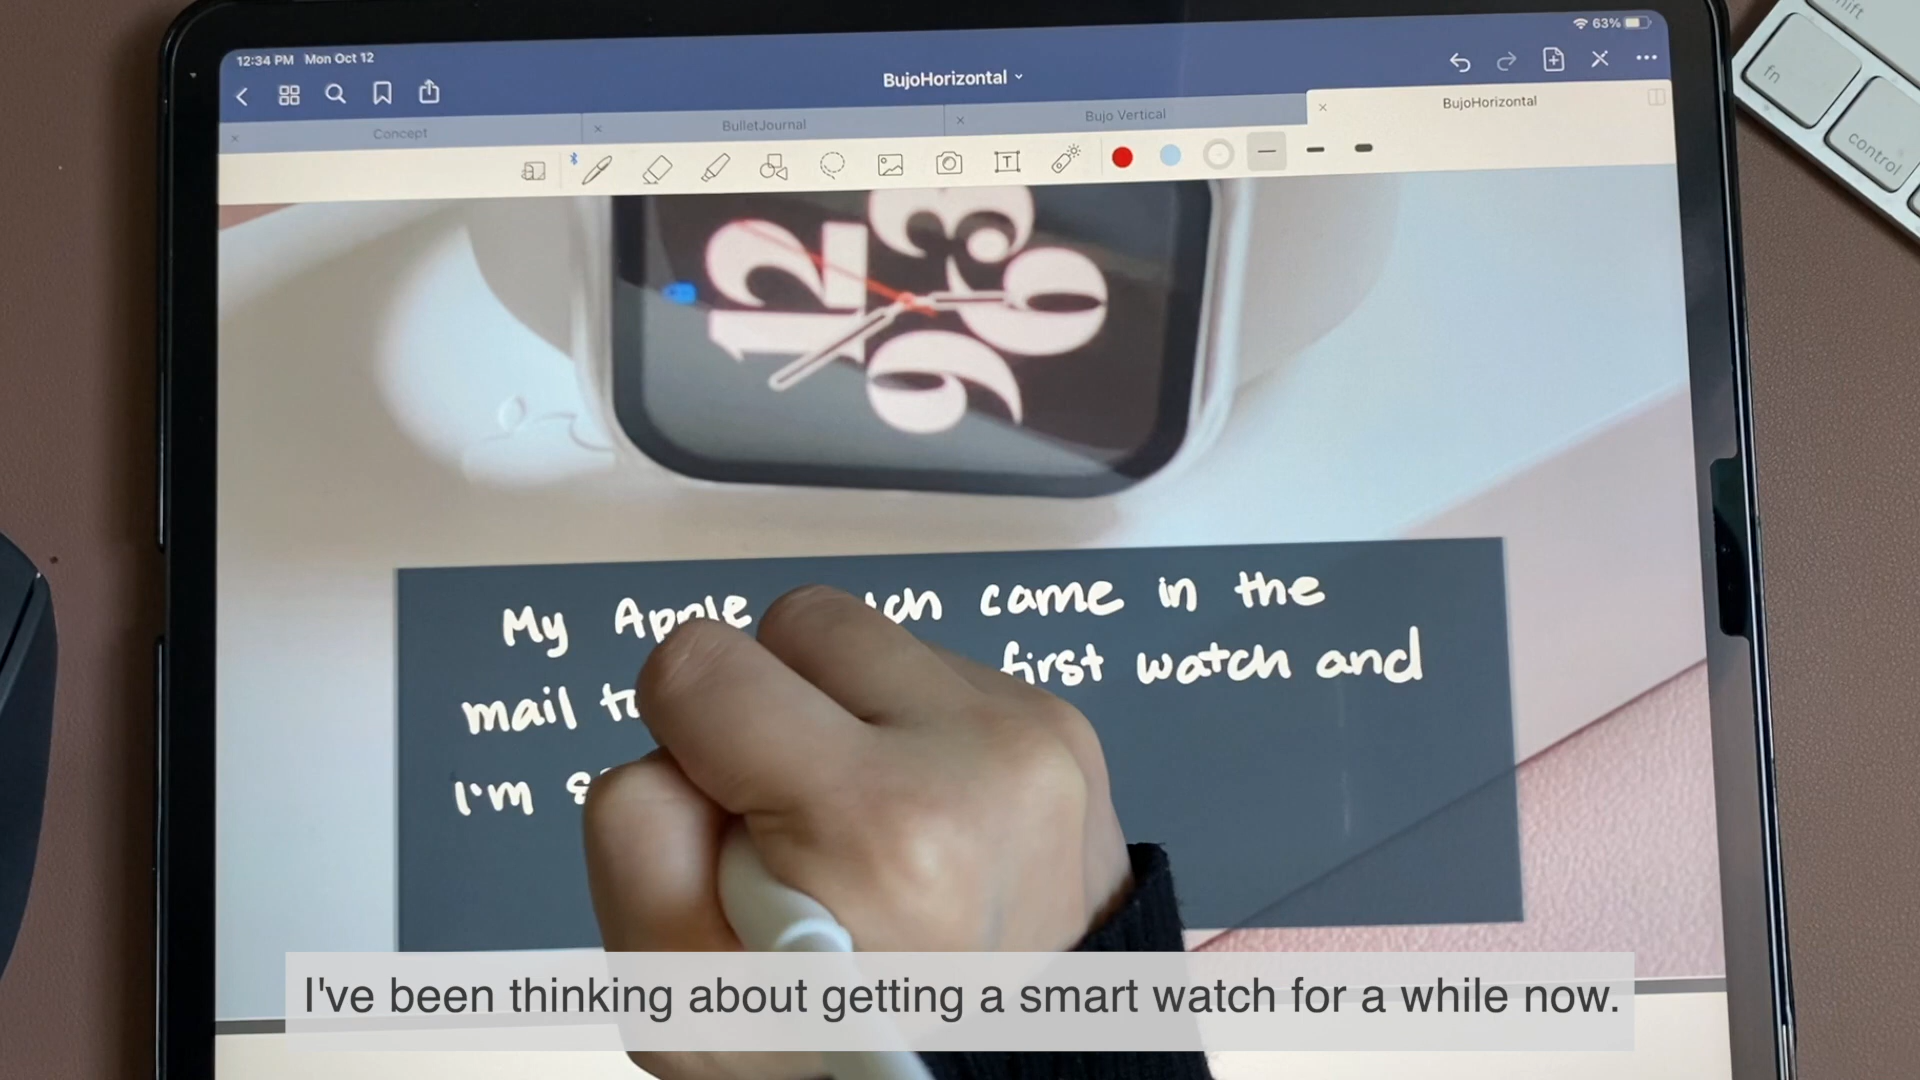 12:34 PM Mon Oct 12
63%
BujoHorizontal
Concept
BulletJournal
Bujo Vertical
BujoHorizontal
T
fn
control
12
3
9
6
My Apple came in the
mail first watch and
I'm
I've been thinking about getting a smart watch for a while now.